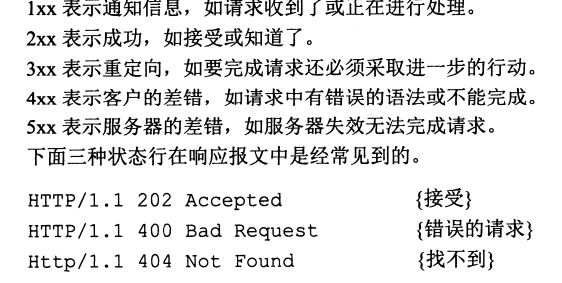 1xx 表示通知信息，如请求收到了或正在进行处理。
2xx 表示成功，如接受或知道了。
3xx 表示重定向，如要完成请求还必须采取进一步的行动。
4xx 表示客户的差错，如请求中有错误的语法或不能完成。
5xx 表示服务器的差错，如服务器失效无法完成请求。
下面三种状态行在响应报文中是经常见到的。
HTTP/1.1 202 Accepted {接受}
HTTP/1.1 400 Bad Request {错误的请求}
Http/1.1 404 Not Found {找不到}